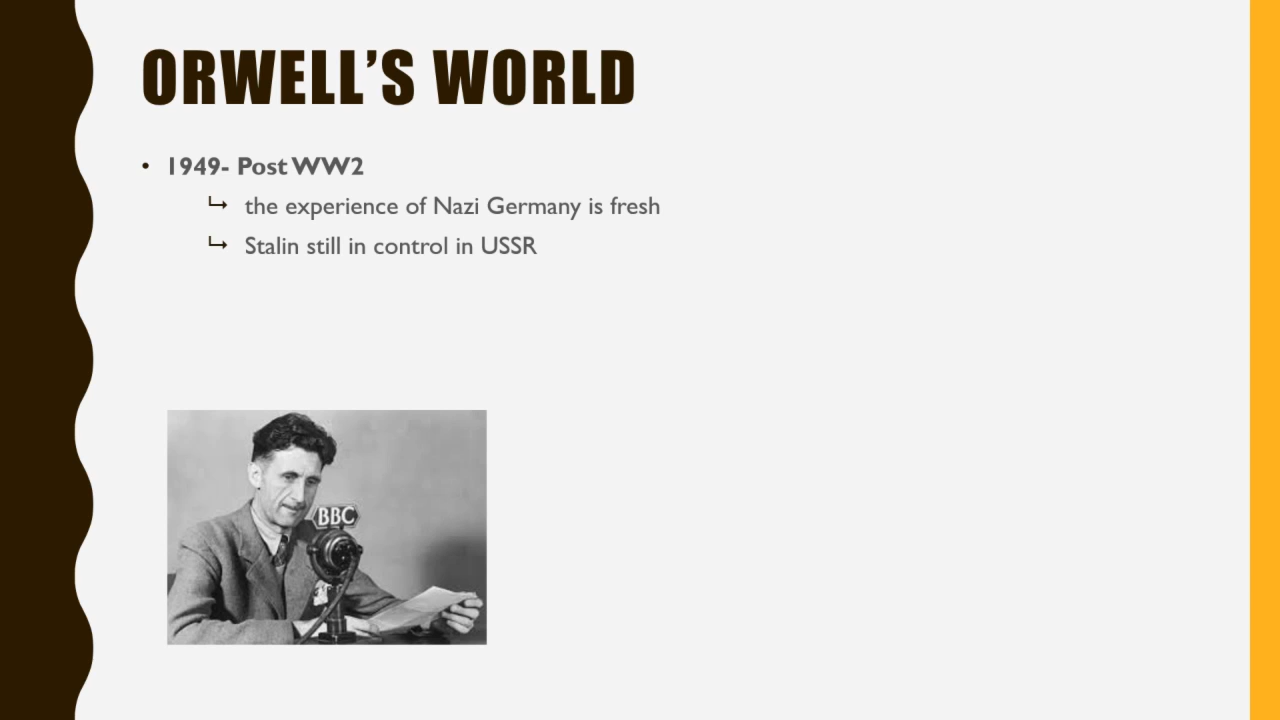 ORWELL’S WORLD
• 1949- Post WW2
↳ the experience of Nazi Germany is fresh
↳ Stalin still in control in USSR
BBC